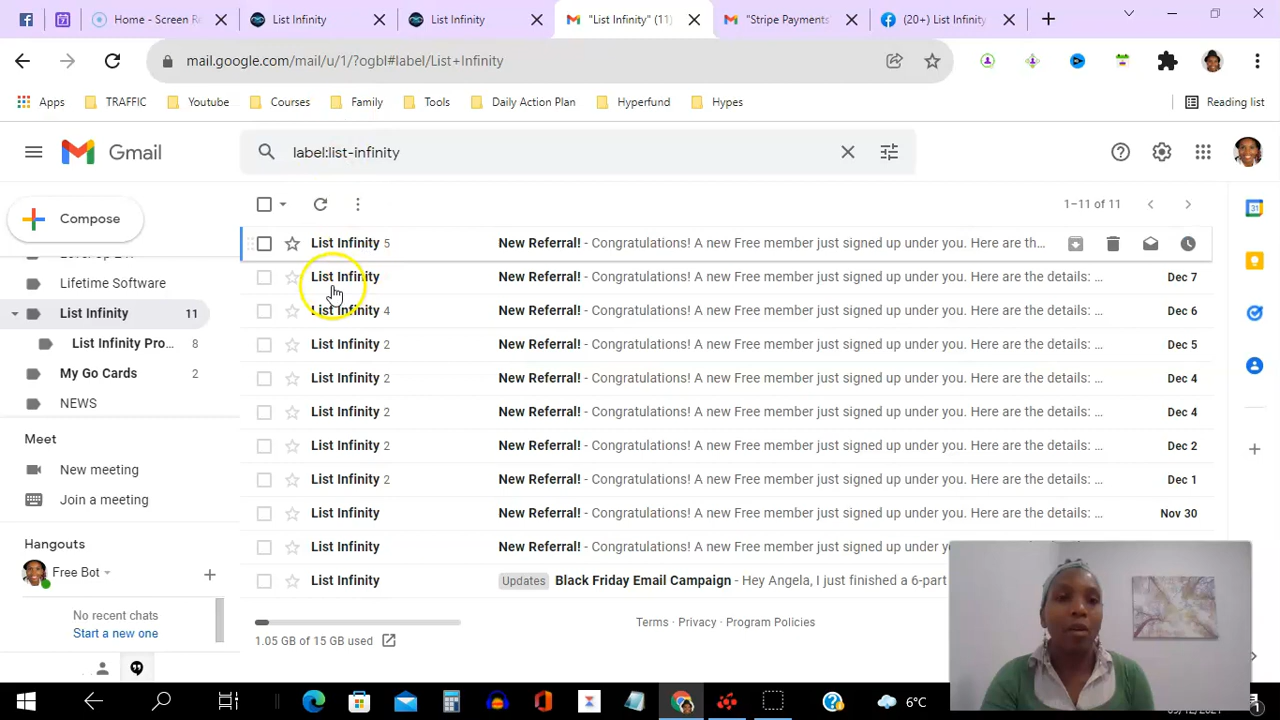 Home - Screen R
List Infinity
List Infinity
"List Infinity" (11)
"Stripe Payments
(20+) List Infinity
mail.google.com/mail/u/1/?ogbl#label/List+Infinity
Apps
TRAFFIC
Youtube
Courses
Family
Tools
Daily Action Plan
Hyperfund
Hypes
Reading list
Gmail
label:list-infinity
Compose
1–11 of 11
Lifetime Software
List Infinity 11
List Infinity Pro... 8
My Go Cards 2
NEWS
Meet
New meeting
Join a meeting
Hangouts
Free Bot
No recent chats
Start a new one
List Infinity 5 New Referral! - Congratulations! A new Free member just signed up under you. Here are th...
List Infinity New Referral! - Congratulations! A new Free member just signed up under you. Here are the details: ... Dec 7
List Infinity 4 New Referral! - Congratulations! A new Free member just signed up under you. Here are the details: ... Dec 6
List Infinity 2 New Referral! - Congratulations! A new Free member just signed up under you. Here are the details: ... Dec 5
List Infinity 2 New Referral! - Congratulations! A new Free member just signed up under you. Here are the details: ... Dec 4
List Infinity 2 New Referral! - Congratulations! A new Free member just signed up under you. Here are the details: ... Dec 4
List Infinity 2 New Referral! - Congratulations! A new Free member just signed up under you. Here are the details: ... Dec 2
List Infinity 2 New Referral! - Congratulations! A new Free member just signed up under you. Here are the details: ... Dec 1
List Infinity New Referral! - Congratulations! A new Free member just signed up under you. Here are the details: ... Nov 30
List Infinity New Referral! - Congratulations! A new Free member just signed up under
List Infinity Updates Black Friday Email Campaign - Hey Angela, I just finished a 6-part
Terms · Privacy · Program Policies
1.05 GB of 15 GB used
6°C